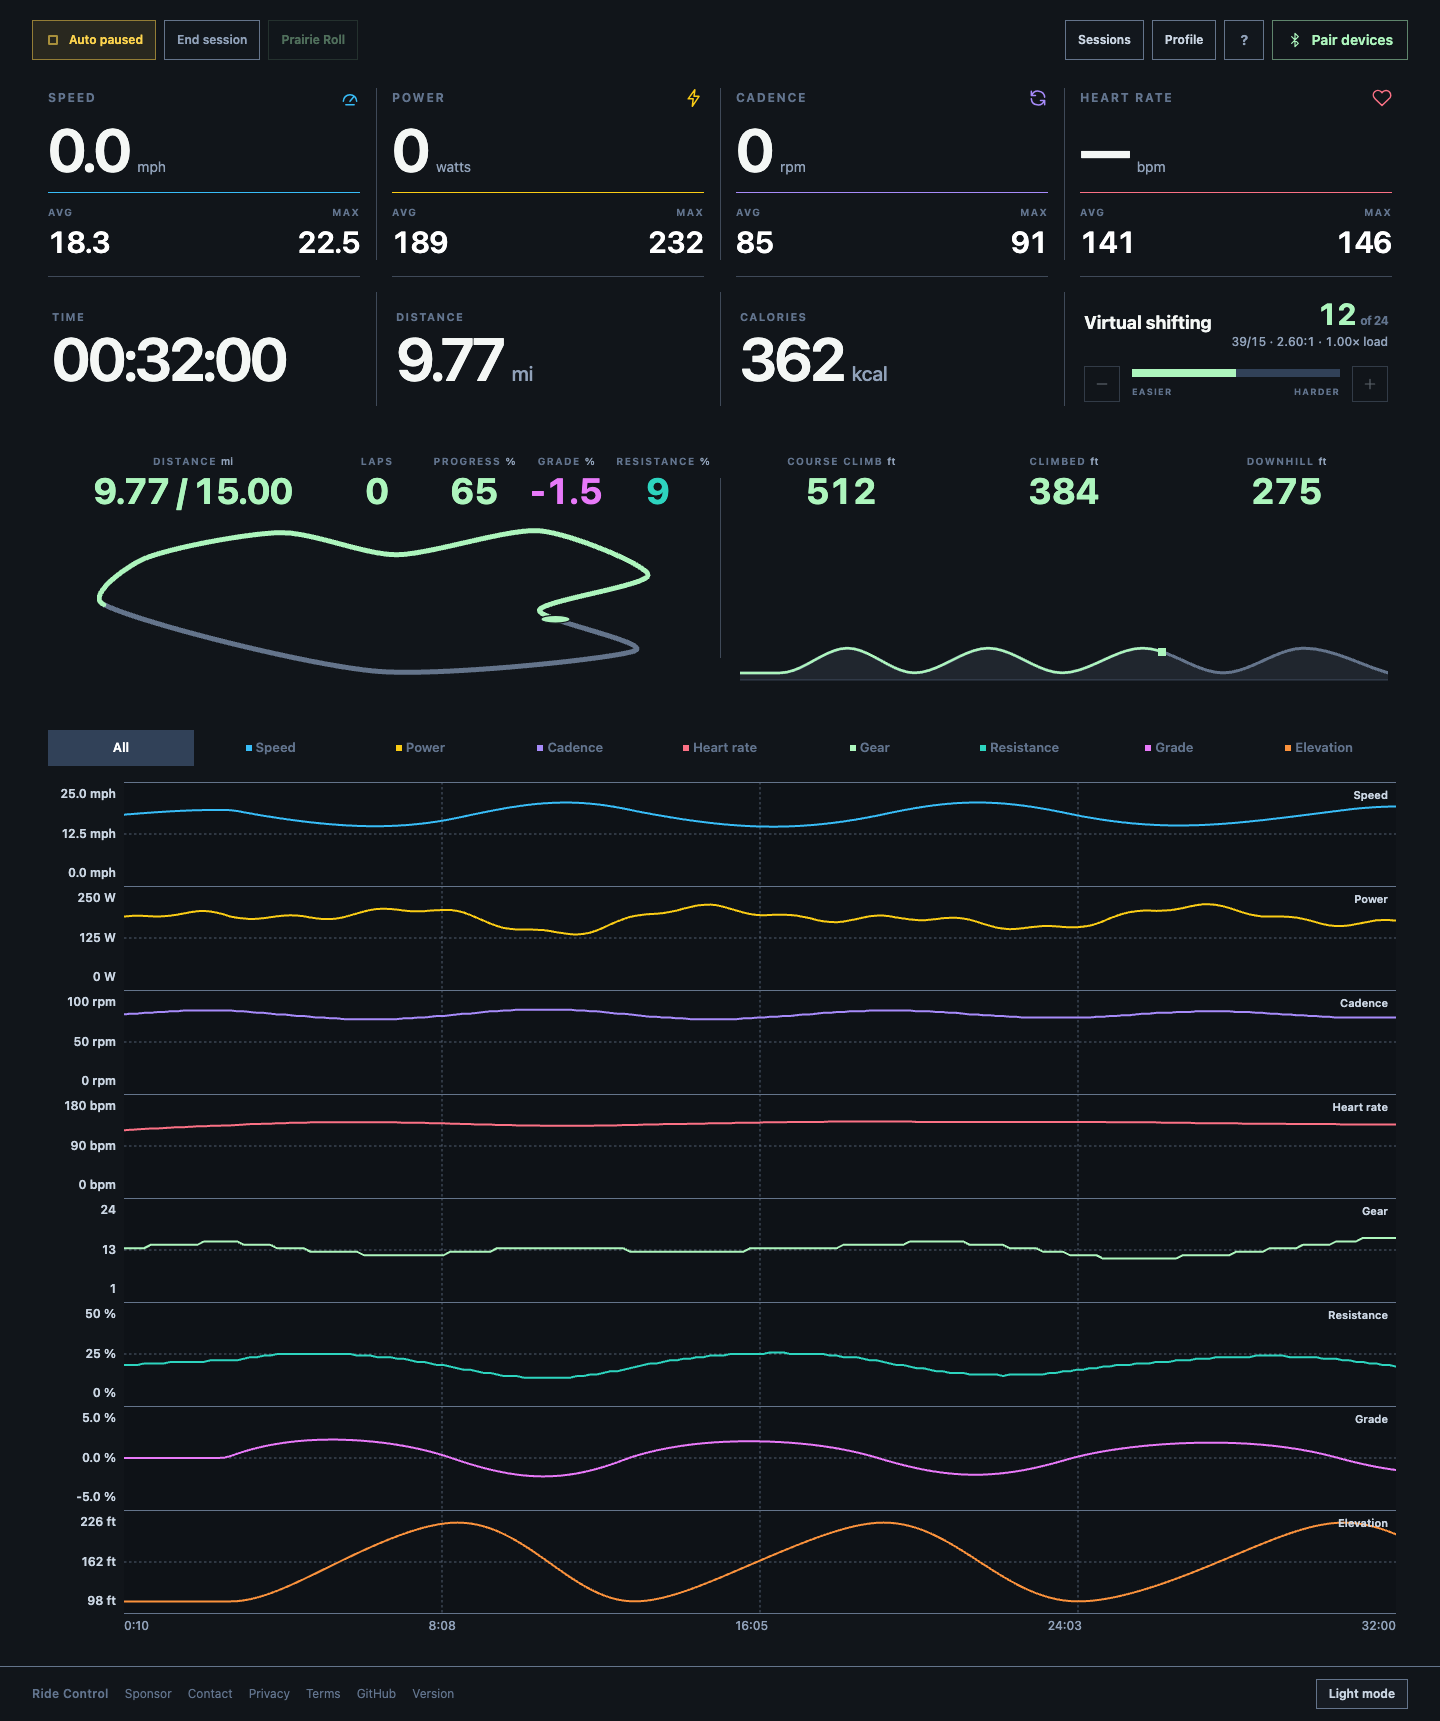 Auto paused
End session
Prairie Roll
Sessions
Profile
?
Pair devices
SPEED
POWER
CADENCE
HEART RATE
0.0 mph
0 watts
0 rpm
— bpm
AVG MAX
AVG MAX
AVG MAX
AVG MAX
18.3 22.5
189 232
85 91
141 146
TIME
00:32:00
DISTANCE
9.77 mi
CALORIES
362 kcal
Virtual shifting
12 of 24
39/15 · 2.60:1 · 1.00× load
−
+
EASIER HARDER
DISTANCE mi
9.77 / 15.00
LAPS
0
PROGRESS %
65
GRADE %
-1.5
RESISTANCE %
9
COURSE CLIMB ft
512
CLIMBED ft
384
DOWNHILL ft
275
All
Speed
Power
Cadence
Heart rate
Gear
Resistance
Grade
Elevation
25.0 mph
Speed
12.5 mph
0.0 mph
250 W
Power
125 W
0 W
100 rpm
Cadence
50 rpm
0 rpm
180 bpm
Heart rate
90 bpm
0 bpm
24
Gear
13
1
50 %
Resistance
25 %
0 %
5.0 %
Grade
0.0 %
-5.0 %
226 ft
Elevation
162 ft
98 ft
0:10 8:08 16:05 24:03 32:00
Ride Control Sponsor Contact Privacy Terms GitHub Version
Light mode